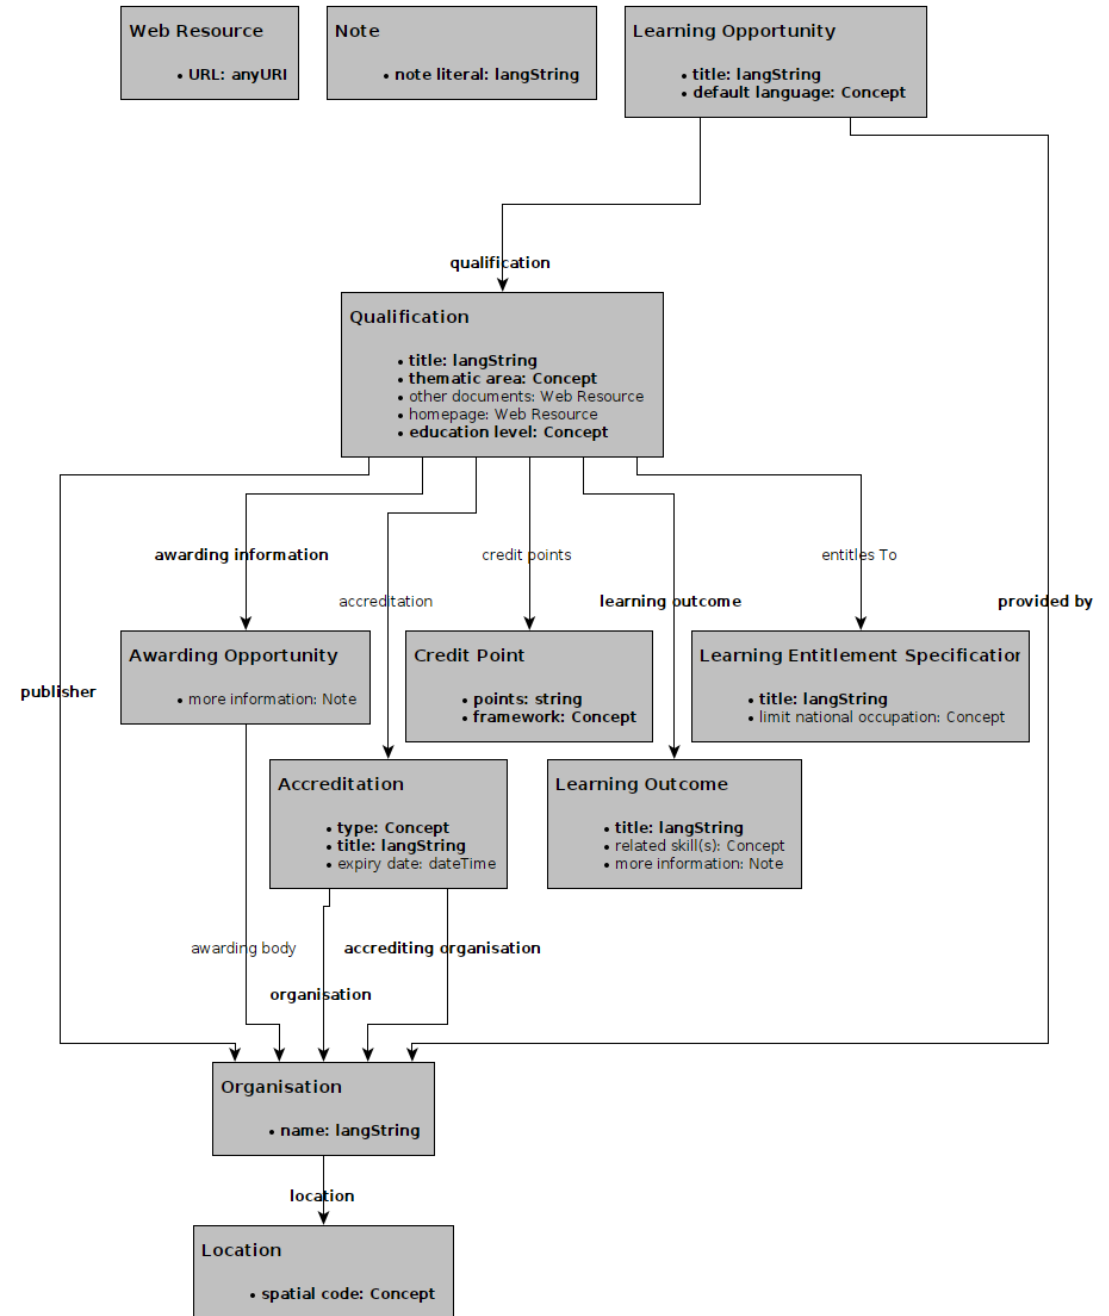 Web Resource
• URL: anyURI
Note
• note literal: langString
Learning Opportunity
• title: langString
• default language: Concept
qualification
Qualification
• title: langString
• thematic area: Concept
• other documents: Web Resource
• homepage: Web Resource
• education level: Concept
awarding information
credit points
entitles To
accreditation
learning outcome
provided by
publisher
Awarding Opportunity
• more information: Note
Credit Point
• points: string
• framework: Concept
Learning Entitlement Specification
• title: langString
• limit national occupation: Concept
Accreditation
• type: Concept
• title: langString
• expiry date: dateTime
Learning Outcome
• title: langString
• related skill(s): Concept
• more information: Note
awarding body
accrediting organisation
organisation
Organisation
• name: langString
location
Location
• spatial code: Concept